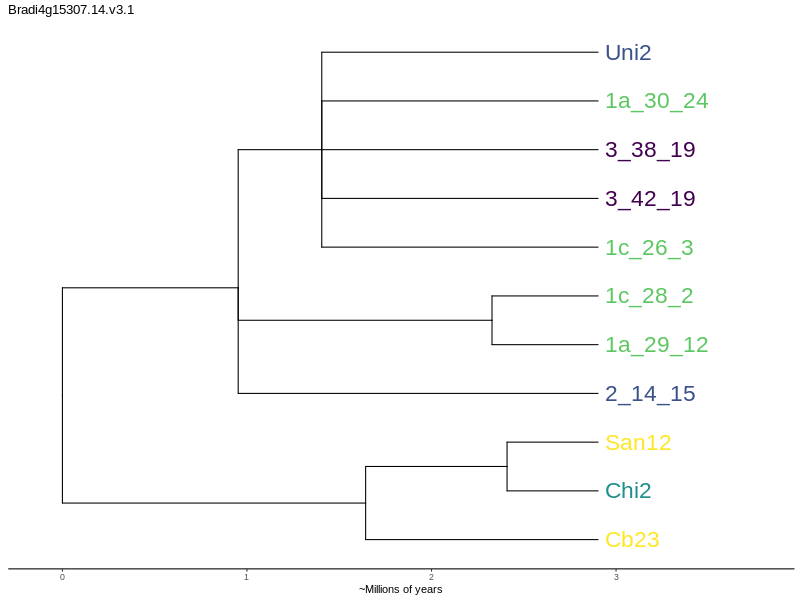 Bradi4g15307.14.v3.1
Uni2
1a_30_24
3_38_19
3_42_19
1c_26_3
1c_28_2
1a_29_12
2_14_15
San12
Chi2
Cb23
0 1 2 3
~Millions of years